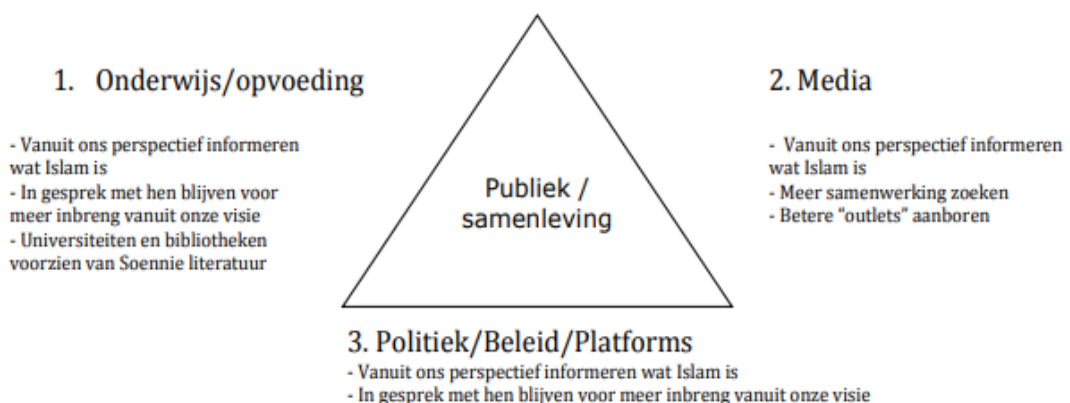 1. Onderwijs/opvoeding
- Vanuit ons perspectief informeren
wat Islam is
- In gesprek met hen blijven voor
meer inbreng vanuit onze visie
- Universiteiten en bibliotheken
voorzien van Soennie literatuur
Publiek /
samenleving
2. Media
- Vanuit ons perspectief informeren
wat Islam is
- Meer samenwerking zoeken
- Betere “outlets” aanboren
3. Politiek/Beleid/Platforms
- Vanuit ons perspectief informeren wat Islam is
- In gesprek met hen blijven voor meer inbreng vanuit onze visie